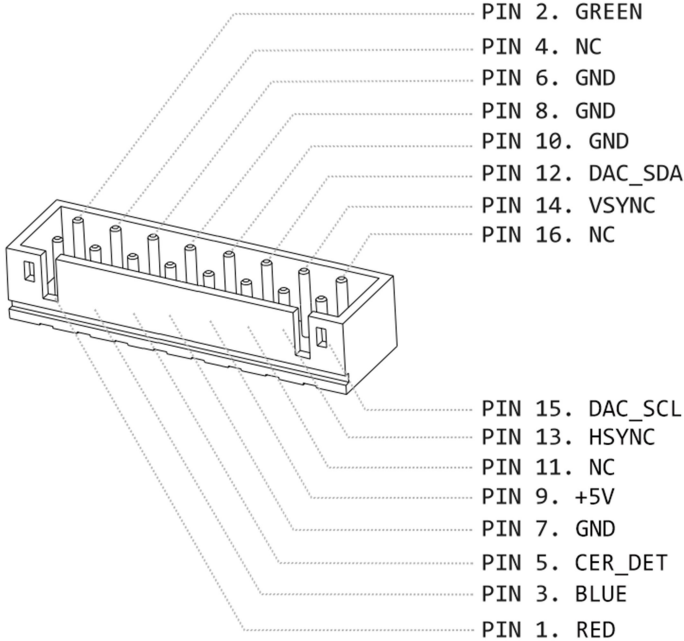 PIN 2. GREEN
PIN 4. NC
PIN 6. GND
PIN 8. GND
PIN 10. GND
PIN 12. DAC_SDA
PIN 14. VSYNC
PIN 16. NC
PIN 15. DAC_SCL
PIN 13. HSYNC
PIN 11. NC
PIN 9. +5V
PIN 7. GND
PIN 5. CER_DET
PIN 3. BLUE
PIN 1. RED